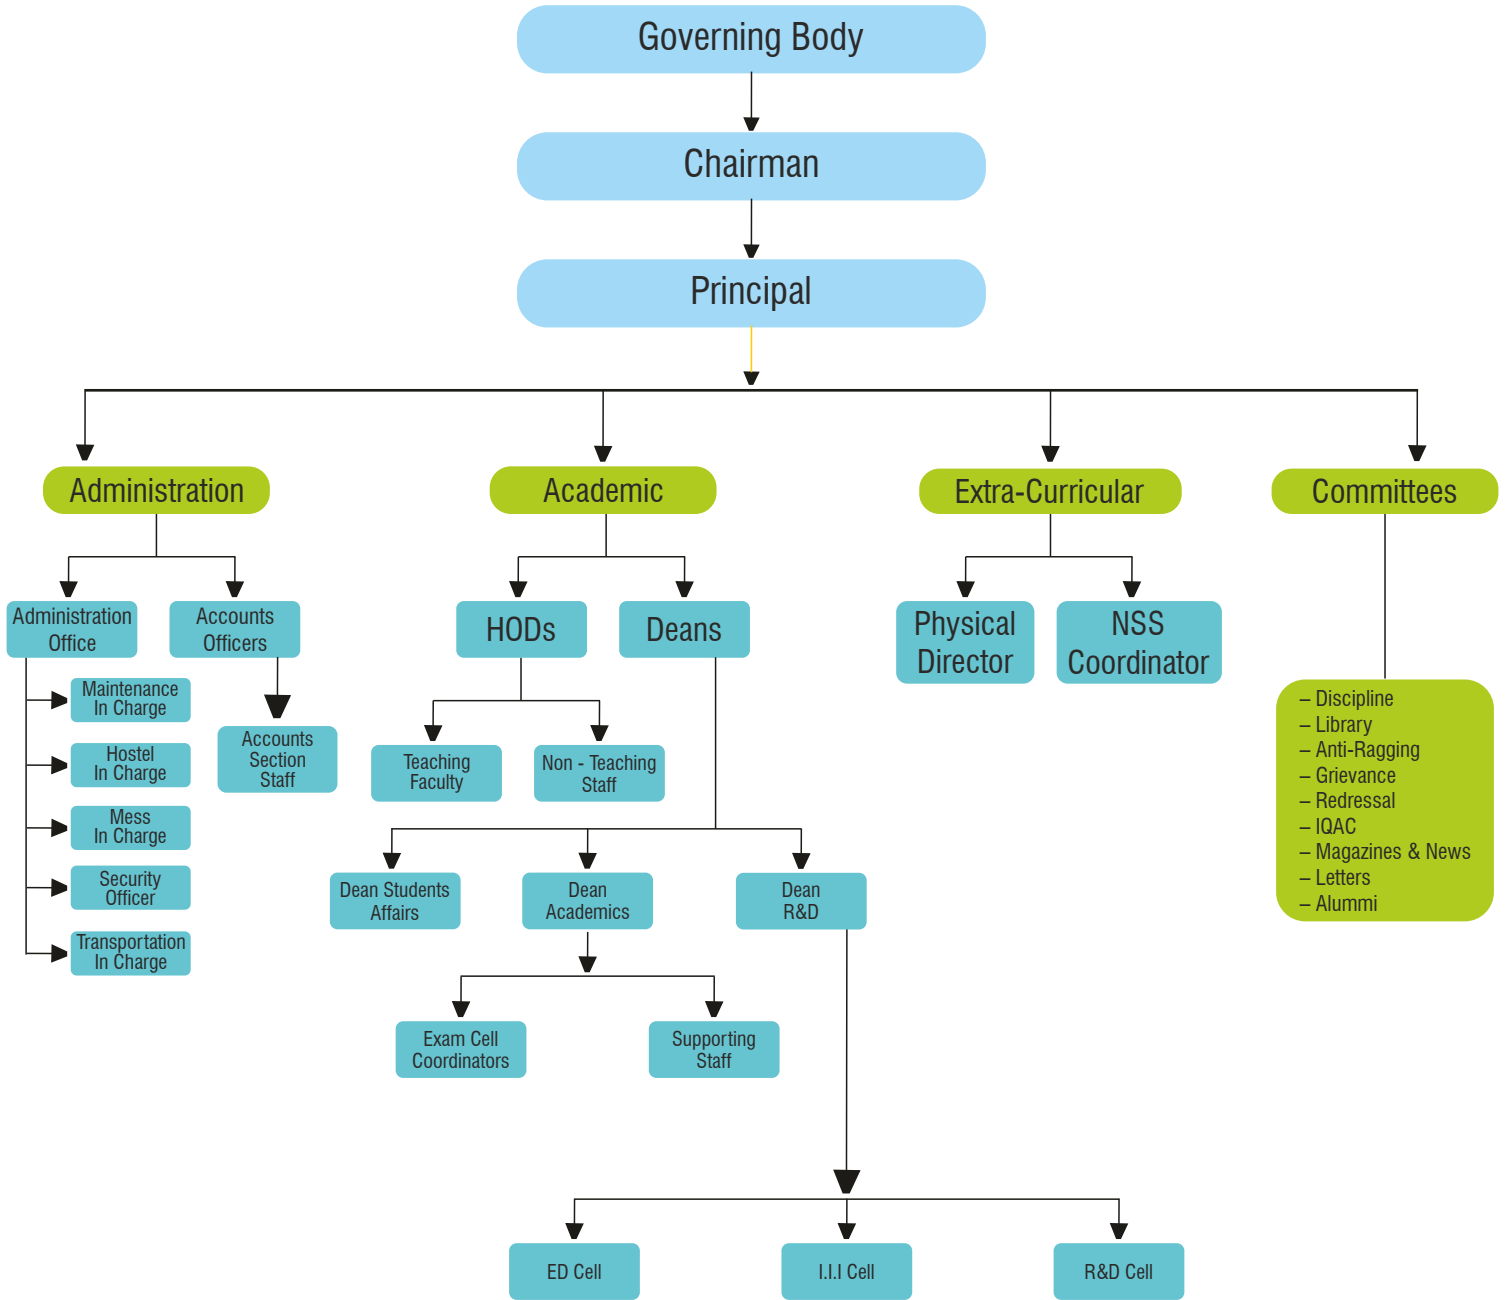 Governing Body
Chairman
Principal
Administration
Academic
Extra-Curricular
Committees
Administration
Office
Accounts
Officers
HODs
Deans
Physical
Director
NSS
Coordinator
Maintenance
In Charge
Hostel
In Charge
Mess
In Charge
Security
Officer
Transportation
In Charge
Accounts
Section
Staff
Teaching
Faculty
Non - Teaching
Staff
– Discipline
– Library
– Anti-Ragging
– Grievance
– Redressal
– IQAC
– Magazines & News
– Letters
– Alummi
Dean Students
Affairs
Dean
Academics
Dean
R&D
Exam Cell
Coordinators
Supporting
Staff
ED Cell
I.I.I Cell
R&D Cell